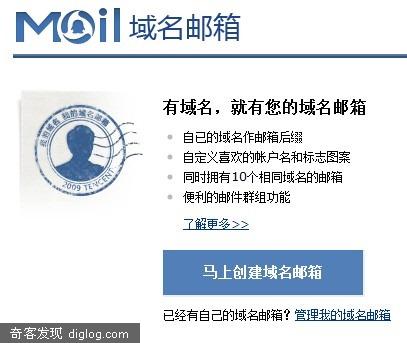 Mail 域名邮箱
我的域名 我的域名邮箱
2009 TENCENT
有域名，就有您的域名邮箱
自已的域名作邮箱后缀
自定义喜欢的帐户名和标志图案
同时拥有10个相同域名的邮箱
便利的邮件群组功能
了解更多>>
马上创建域名邮箱
已经有自己的域名邮箱？管理我的域名邮箱
奇客发现 diglog.com